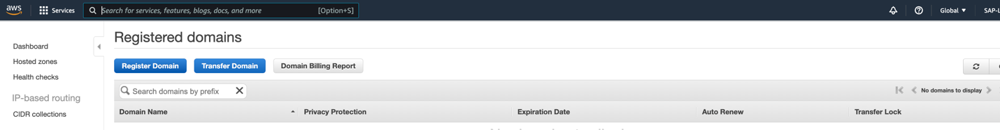 aws
Services
Search for services, features, blogs, docs, and more
[Option+S]
Global
Registered domains
Dashboard
Hosted zones
Health checks
IP-based routing
CIDR collections
Register Domain
Transfer Domain
Domain Billing Report
Search domains by prefix
No domains to display
Domain Name
Privacy Protection
Expiration Date
Auto Renew
Transfer Lock